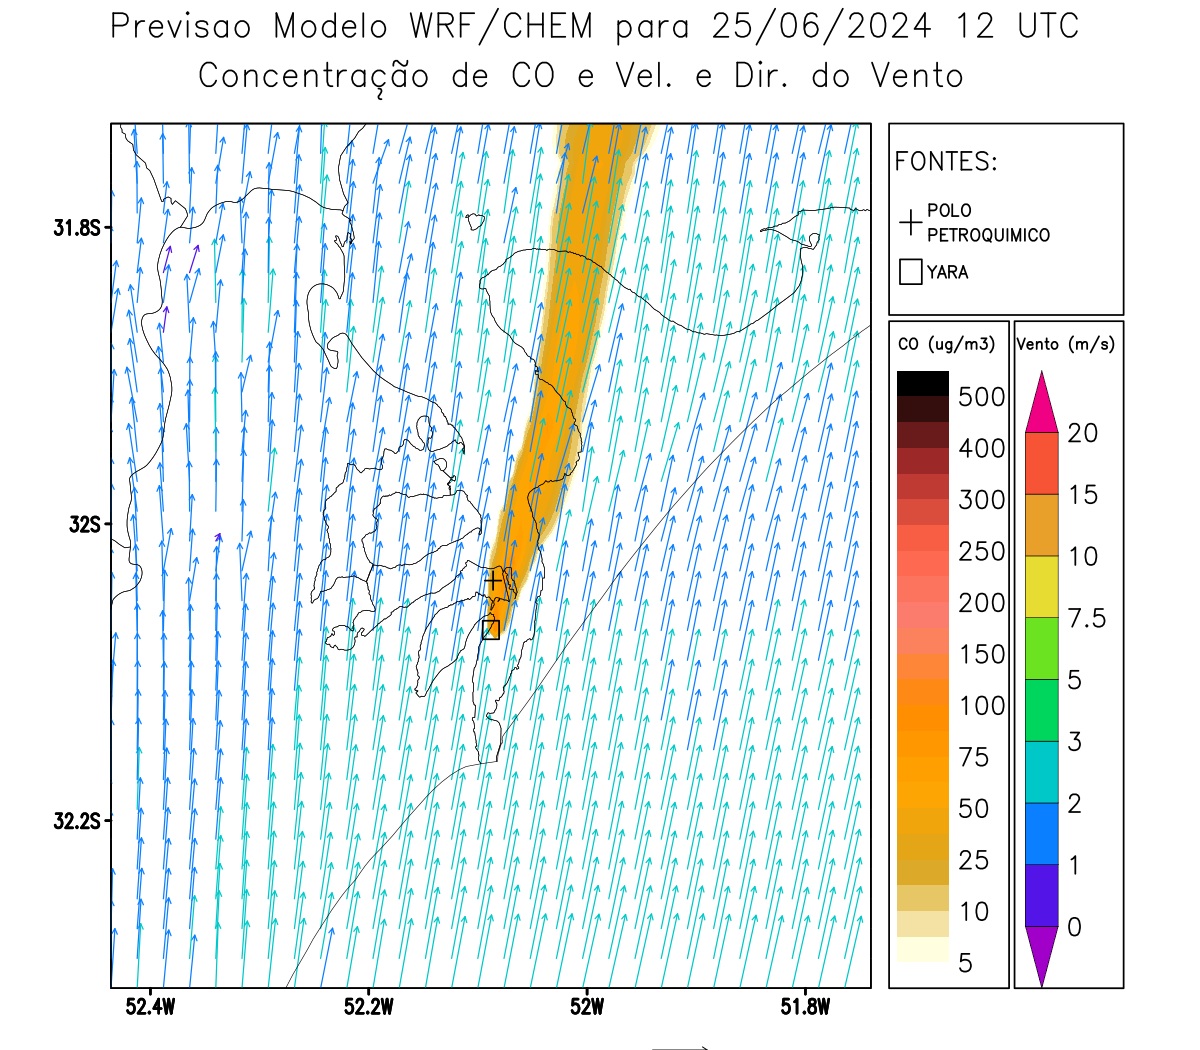 Previsao Modelo WRF/CHEM para 25/06/2024 12 UTC
Concentração de CO e Vel. e Dir. do Vento
FONTES:
POLO
PETROQUIMICO
YARA
31.8S
32S
32.2S
52.4W
52.2W
52W
51.8W
CO (ug/m3)
500
400
300
250
200
150
100
75
50
25
10
5
Vento (m/s)
20
15
10
7.5
5
3
2
1
0